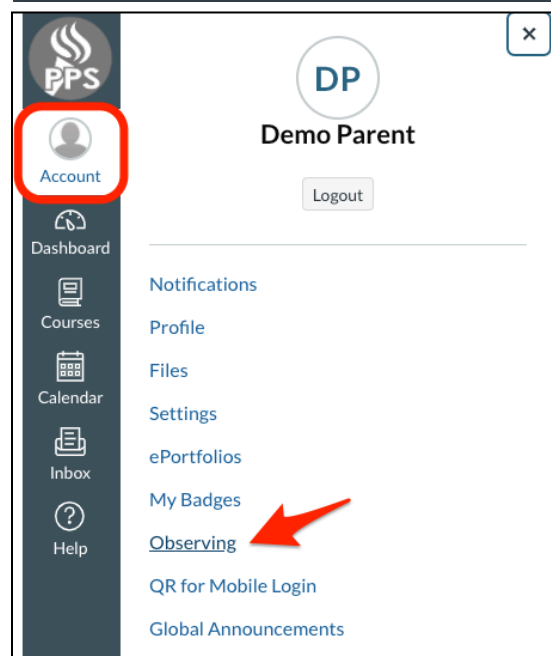 PPS
Account
Dashboard
Courses
Calendar
Inbox
Help
×
DP
Demo Parent
Logout
Notifications
Profile
Files
Settings
ePortfolios
My Badges
Observing
QR for Mobile Login
Global Announcements